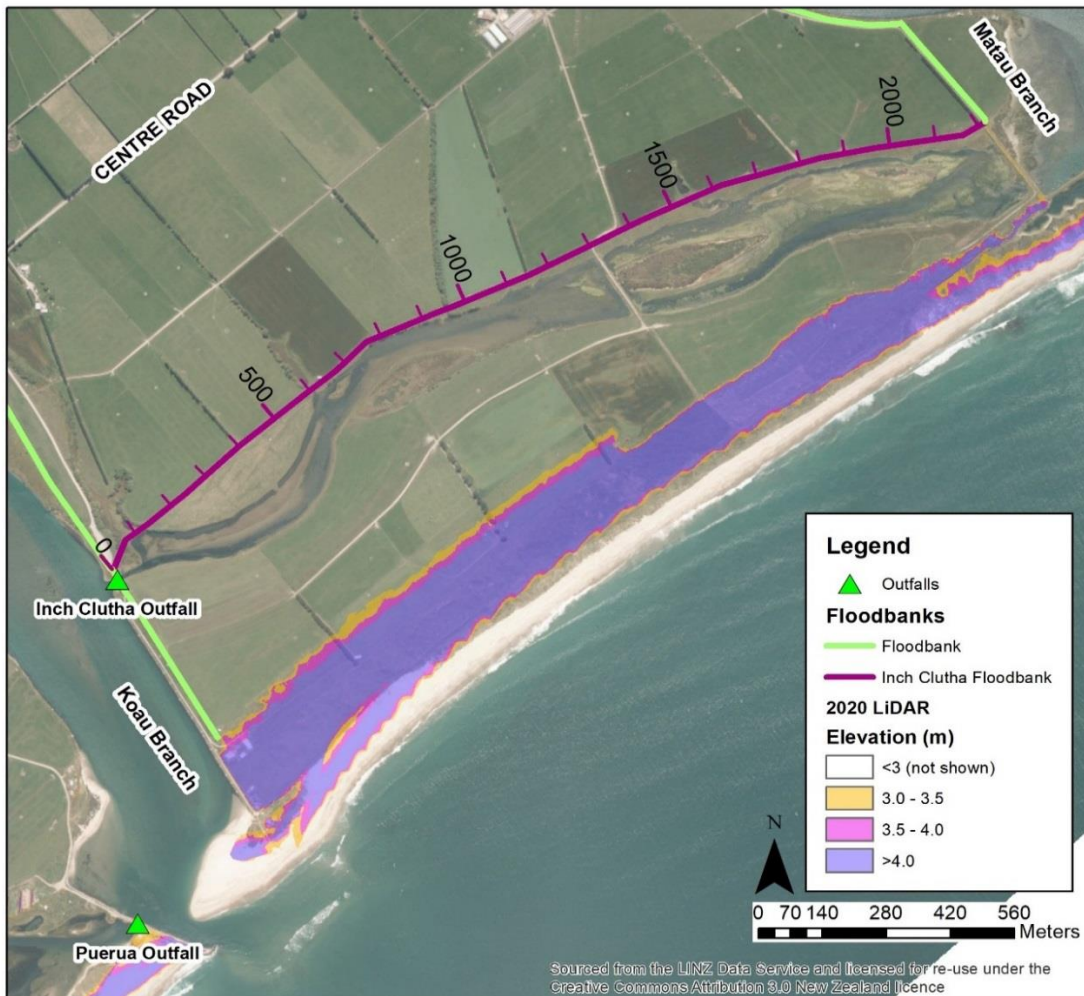 Matau Branch
CENTRE ROAD
2000
1500
1000
500
0
Inch Clutha Outfall
Koau Branch
Puerua Outfall
Legend
Outfalls
Floodbanks
Floodbank
Inch Clutha Floodbank
2020 LiDAR
Elevation (m)
<3 (not shown)
3.0 - 3.5
3.5 - 4.0
>4.0
N
0 70 140 280 420 560
Meters
Sourced from the LINZ Data Service and licensed for re-use under the
Creative Commons Attribution 3.0 New Zealand licence